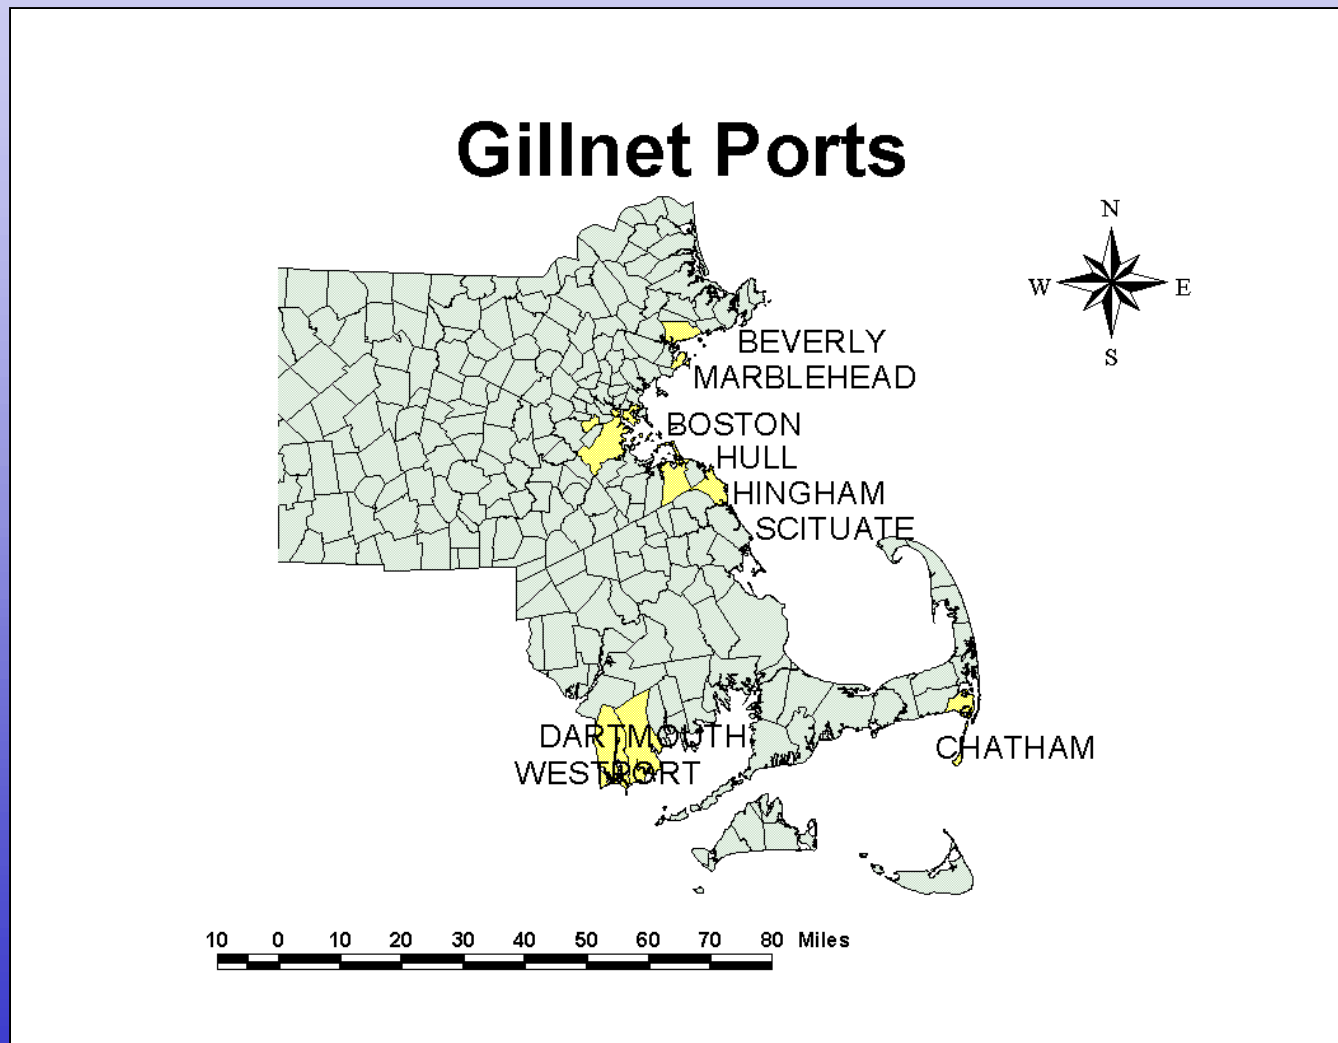 Gillnet Ports
N
W
E
S
BEVERLY
MARBLEHEAD
BOSTON
HULL
HINGHAM
SCITUATE
DARTMOUTH
WESTPORT
CHATHAM
10 0 10 20 30 40 50 60 70 80 Miles